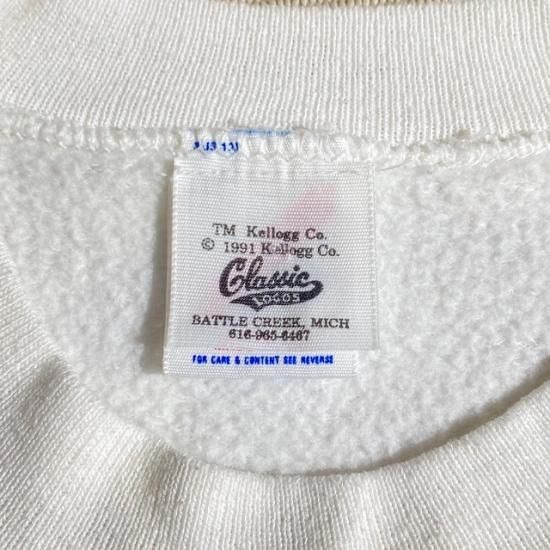 TM Kellogg Co.
© 1991 Kellogg Co.
Classic
LOGOS
BATTLE CREEK, MICH
616-965-6467
FOR CARE & CONTENT SEE REVERSE